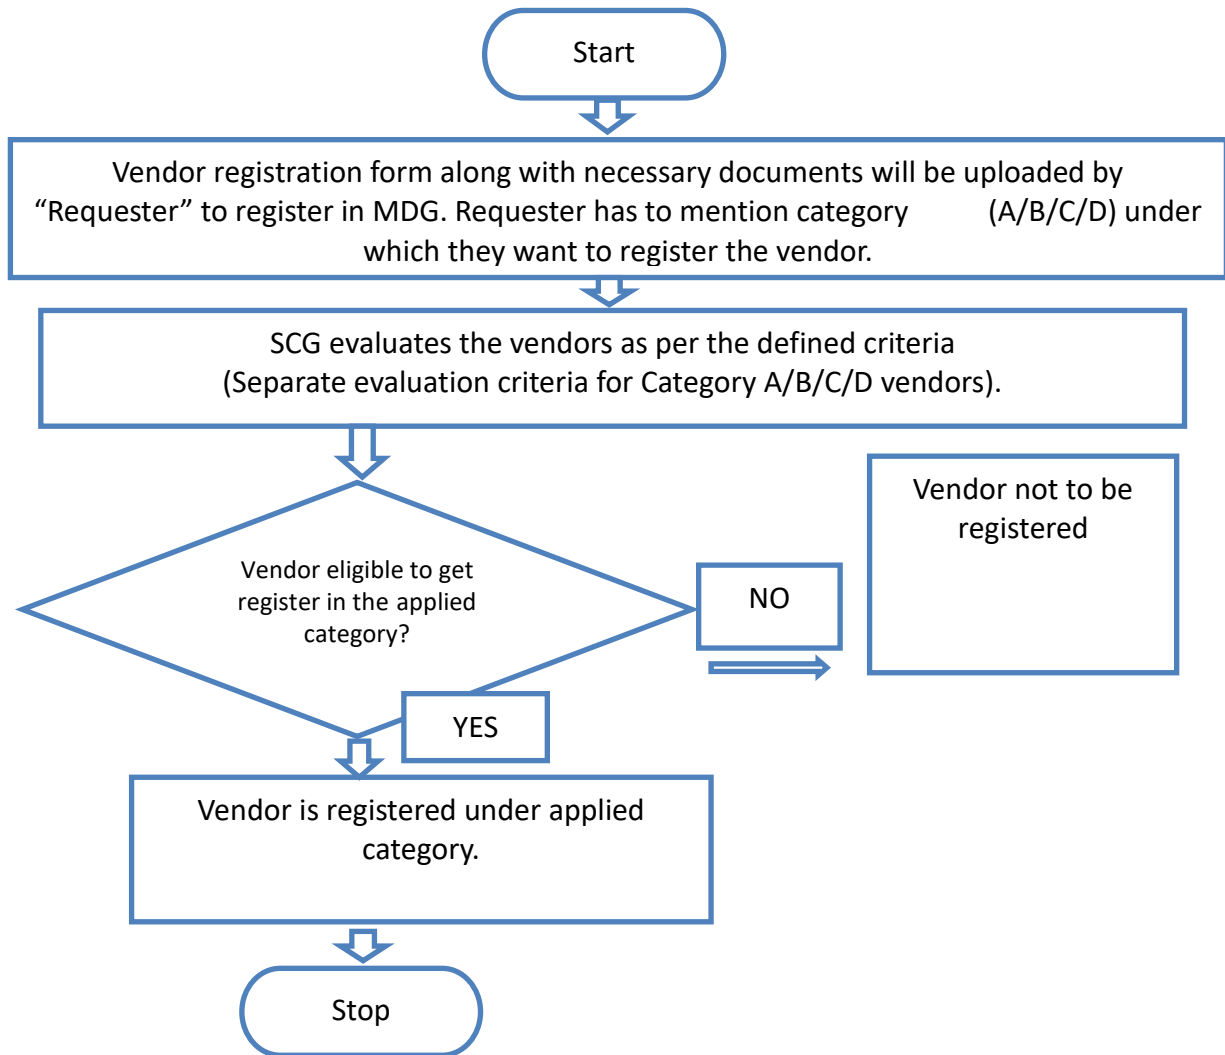 Start
Vendor registration form along with necessary documents will be uploaded by
“Requester” to register in MDG. Requester has to mention category (A/B/C/D) under
which they want to register the vendor.
SCG evaluates the vendors as per the defined criteria
(Separate evaluation criteria for Category A/B/C/D vendors).
Vendor eligible to get
register in the applied
category?
NO
Vendor not to be
registered
YES
Vendor is registered under applied
category.
Stop